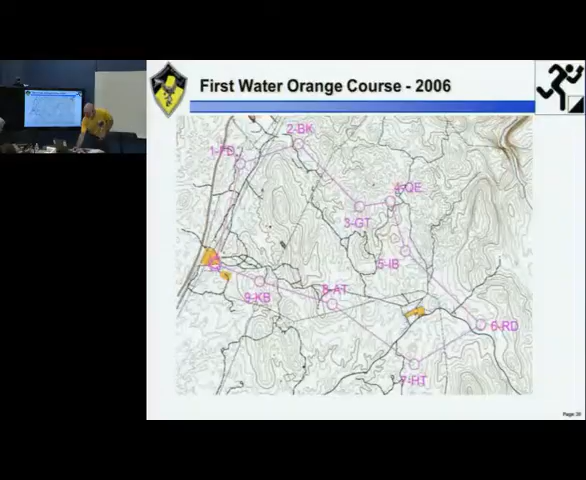 First Water Orange Course - 2006
2-BK
1-PD
4-QE
3-GT
5-IB
8-AT
9-KB
6-RD
7-HT